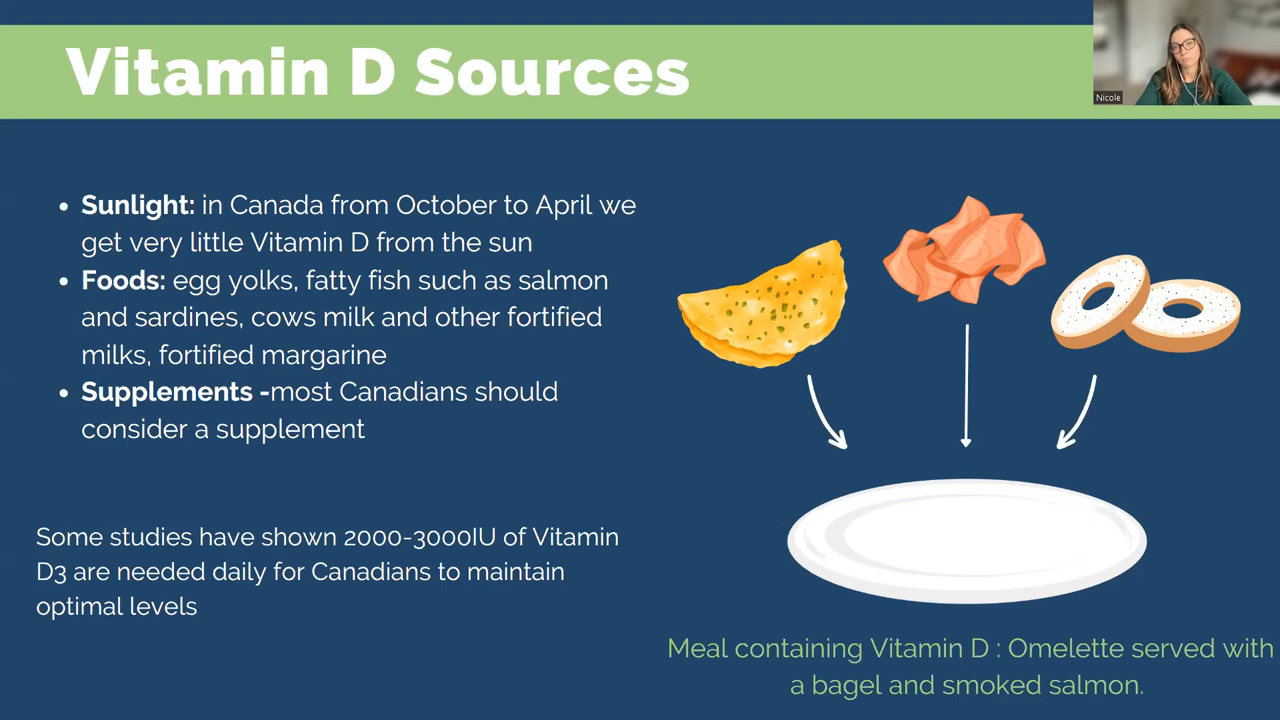 Vitamin D Sources
Nicole
• Sunlight: in Canada from October to April we
get very little Vitamin D from the sun
• Foods: egg yolks, fatty fish such as salmon
and sardines, cows milk and other fortified
milks, fortified margarine
• Supplements -most Canadians should
consider a supplement
Some studies have shown 2000-3000IU of Vitamin
D3 are needed daily for Canadians to maintain
optimal levels
Meal containing Vitamin D : Omelette served with
a bagel and smoked salmon.